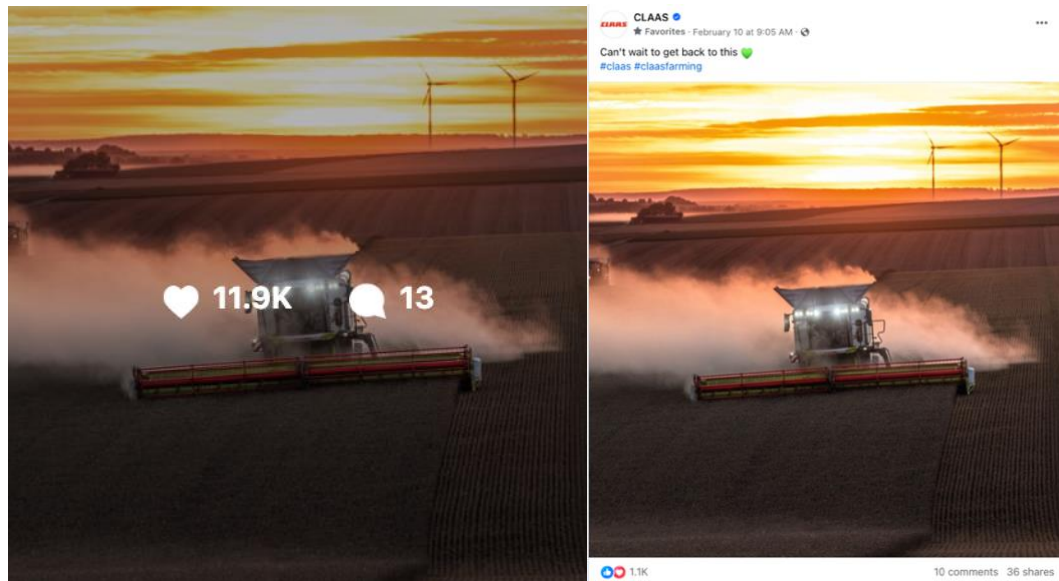 11.9K 13
CLAAS
CLAAS
Favorites · February 10 at 9:05 AM ·
Can't wait to get back to this 💚
#claas #claasfarming
1.1K 10 comments 36 shares